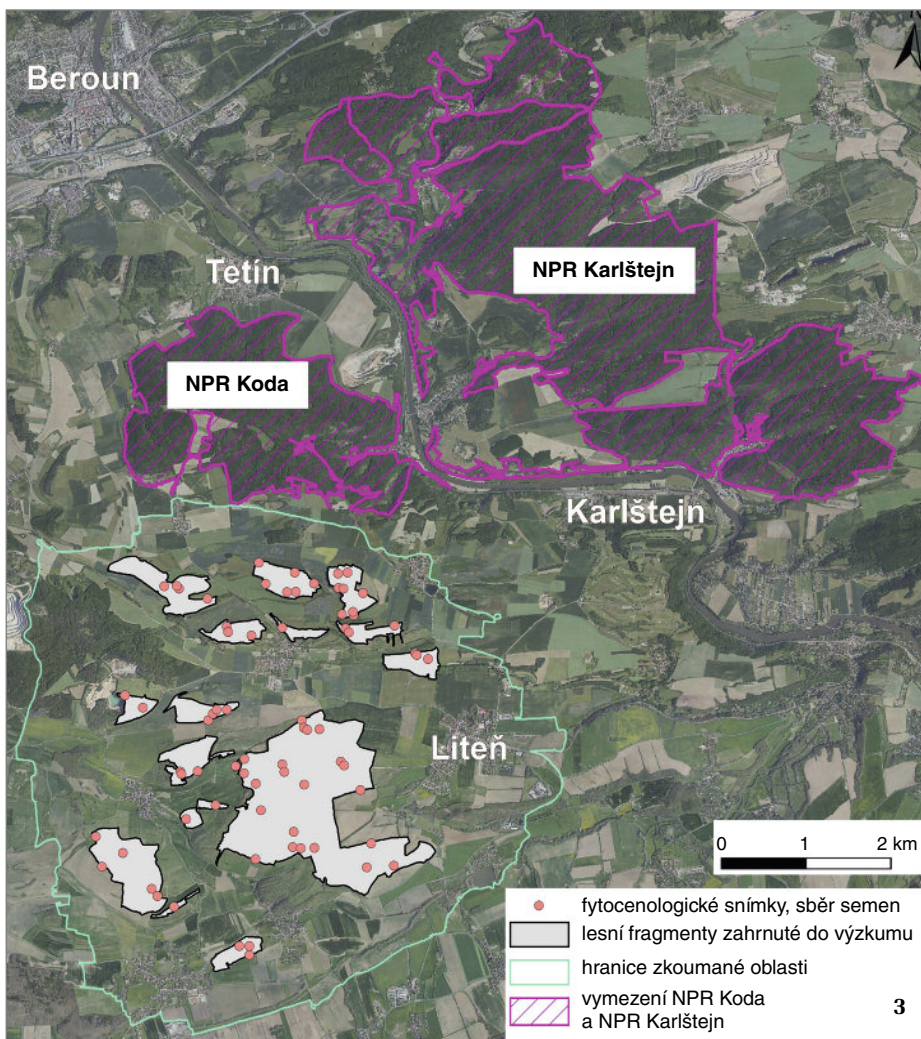 Beroun
NPR Karlštejn
Tetín
NPR Koda
Karlštejn
Liteň
0 1 2 km
fytocenologické snímky, sběr semen
lesní fragmenty zahrnuté do výzkumu
hranice zkoumané oblasti
vymezení NPR Koda
a NPR Karlštejn
3